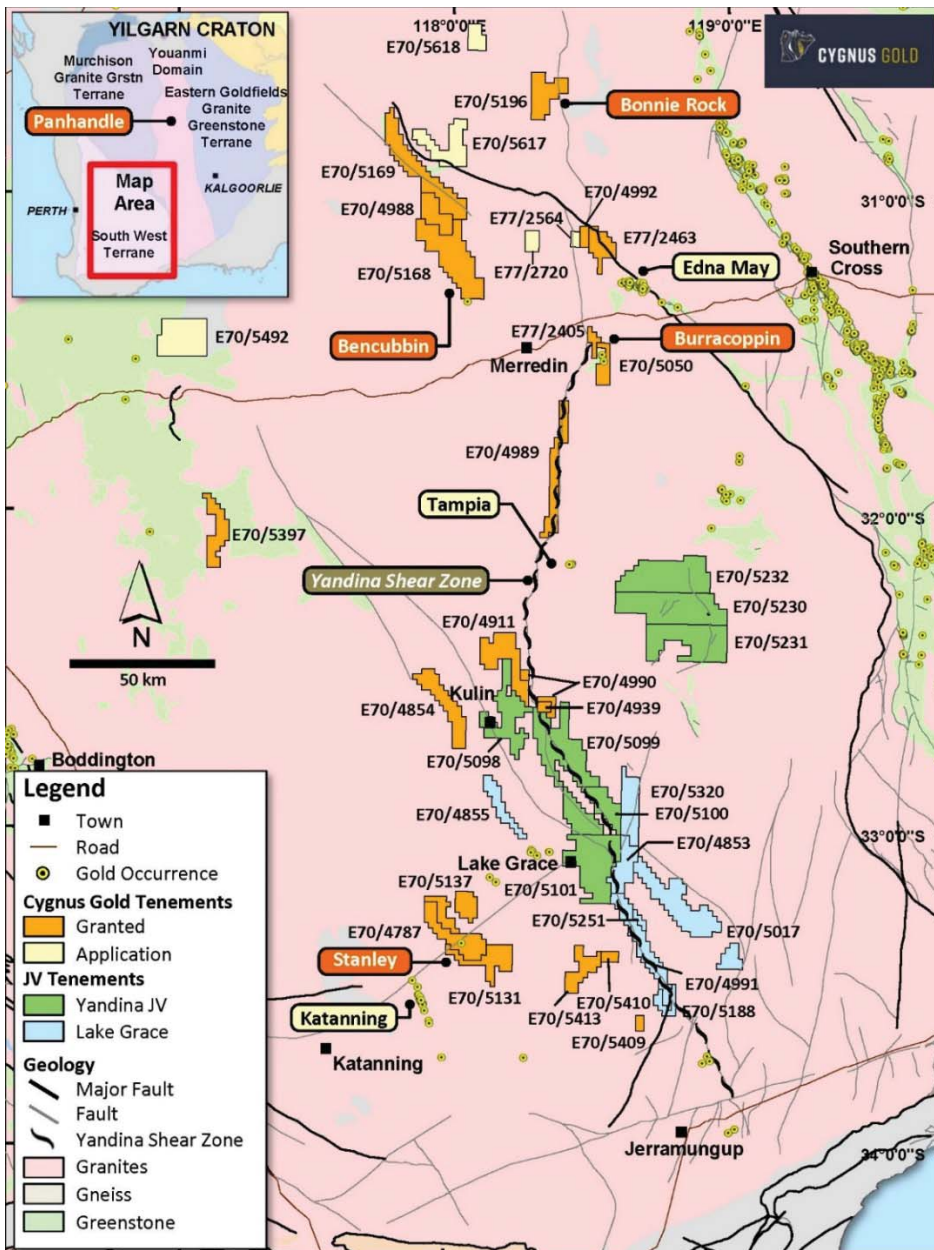 YILGARN CRATON
Murchison
Granite Grstn
Terrane
Youanmi
Domain
Eastern Goldfields
Granite
Greenstone
Terrane
Panhandle
KALGOORLIE
PERTH
Map
Area
South West
Terrane
118°0'0"E
119°0'0"E
CYGNUS GOLD
E70/5618
E70/5196
Bonnie Rock
E70/5617
E70/5169
31°0'0"S
E70/4992
E70/4988
E77/2564
E77/2463
E77/2720
E70/5168
Edna May
Southern
Cross
E70/5492
Bencubbin
E77/2405
Burracoppin
Merredin
E70/5050
E70/4989
Tampia
32°0'0"S
E70/5397
Yandina Shear Zone
E70/5232
E70/5230
E70/5231
N
50 km
E70/4911
E70/4990
E70/4854
Kulin
E70/4939
E70/5099
E70/5098
Boddington
E70/5320
E70/5100
E70/4855
E70/4853
33°0'0"S
Lake Grace
E70/5101
E70/5137
E70/5251
E70/4787
E70/5017
Stanley
E70/5131
E70/4991
E70/5410
E70/5188
E70/5413
E70/5409
Katanning
Katanning
Jerramungup
34°0'0"S
Legend
Town
Road
Gold Occurrence
Cygnus Gold Tenements
Granted
Application
JV Tenements
Yandina JV
Lake Grace
Geology
Major Fault
Fault
Yandina Shear Zone
Granites
Gneiss
Greenstone